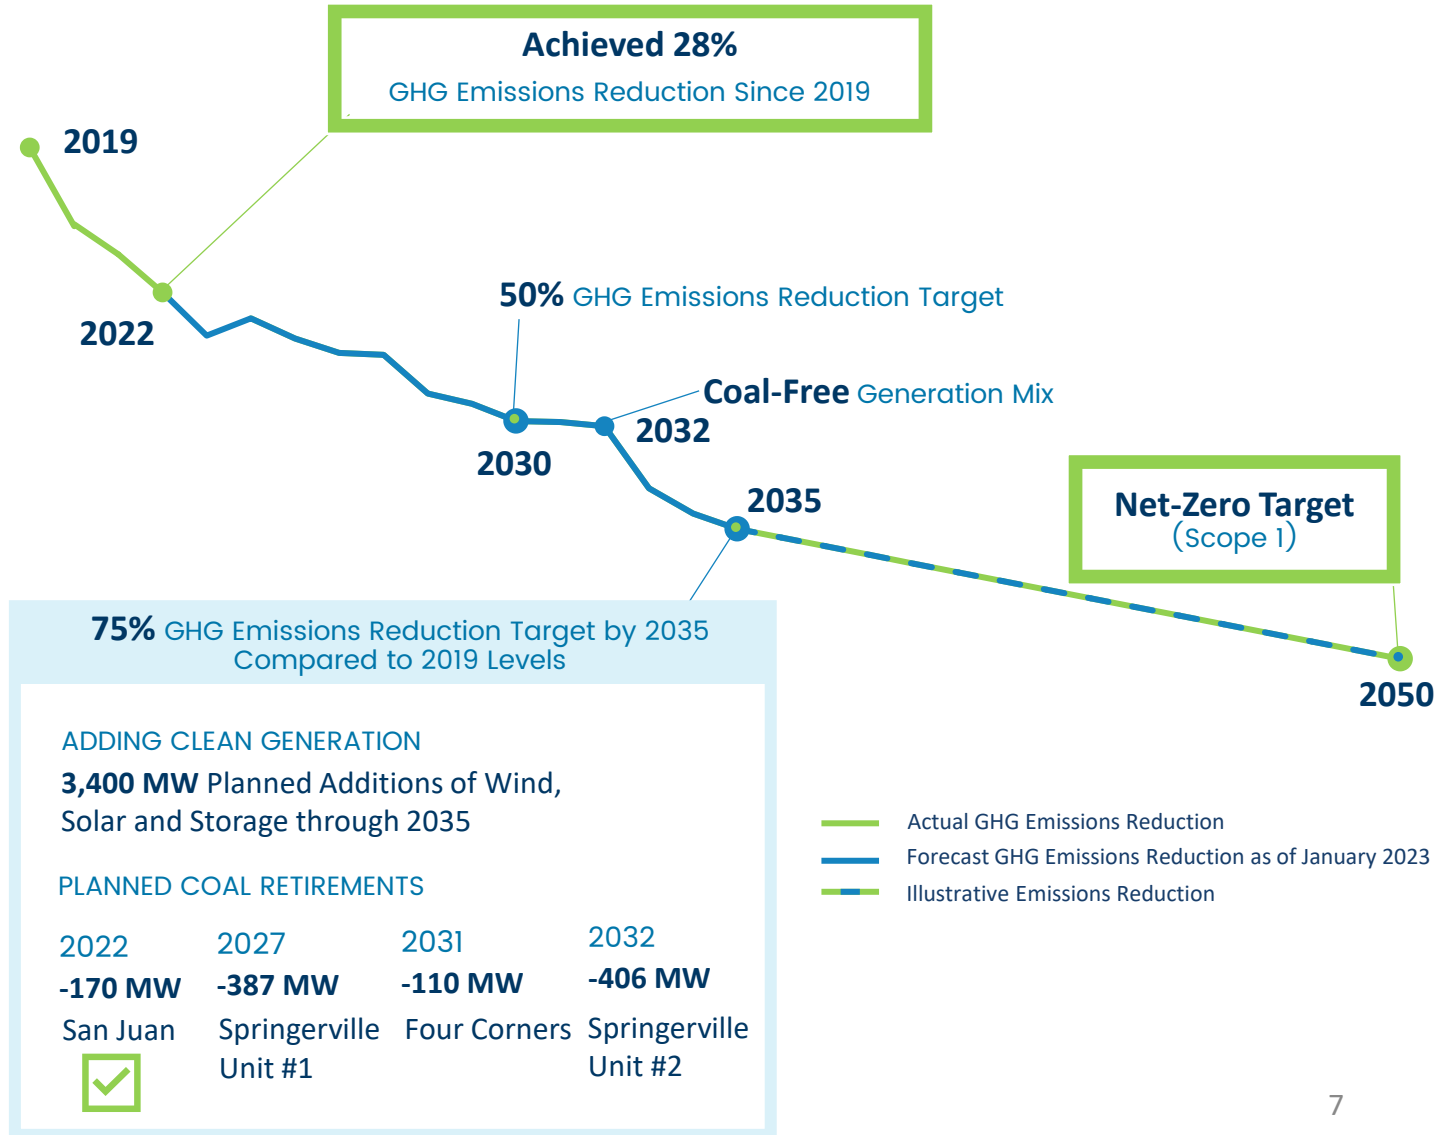 Achieved 28%
GHG Emissions Reduction Since 2019
2019
2022
50% GHG Emissions Reduction Target
Coal-Free Generation Mix
2032
2030
2035
Net-Zero Target
(Scope 1)
2050
75% GHG Emissions Reduction Target by 2035
Compared to 2019 Levels
ADDING CLEAN GENERATION
3,400 MW Planned Additions of Wind,
Solar and Storage through 2035
PLANNED COAL RETIREMENTS
2022
-170 MW
San Juan
2027
-387 MW
Springerville
Unit #1
2031
-110 MW
Four Corners
2032
-406 MW
Springerville
Unit #2
Actual GHG Emissions Reduction
Forecast GHG Emissions Reduction as of January 2023
Illustrative Emissions Reduction
7